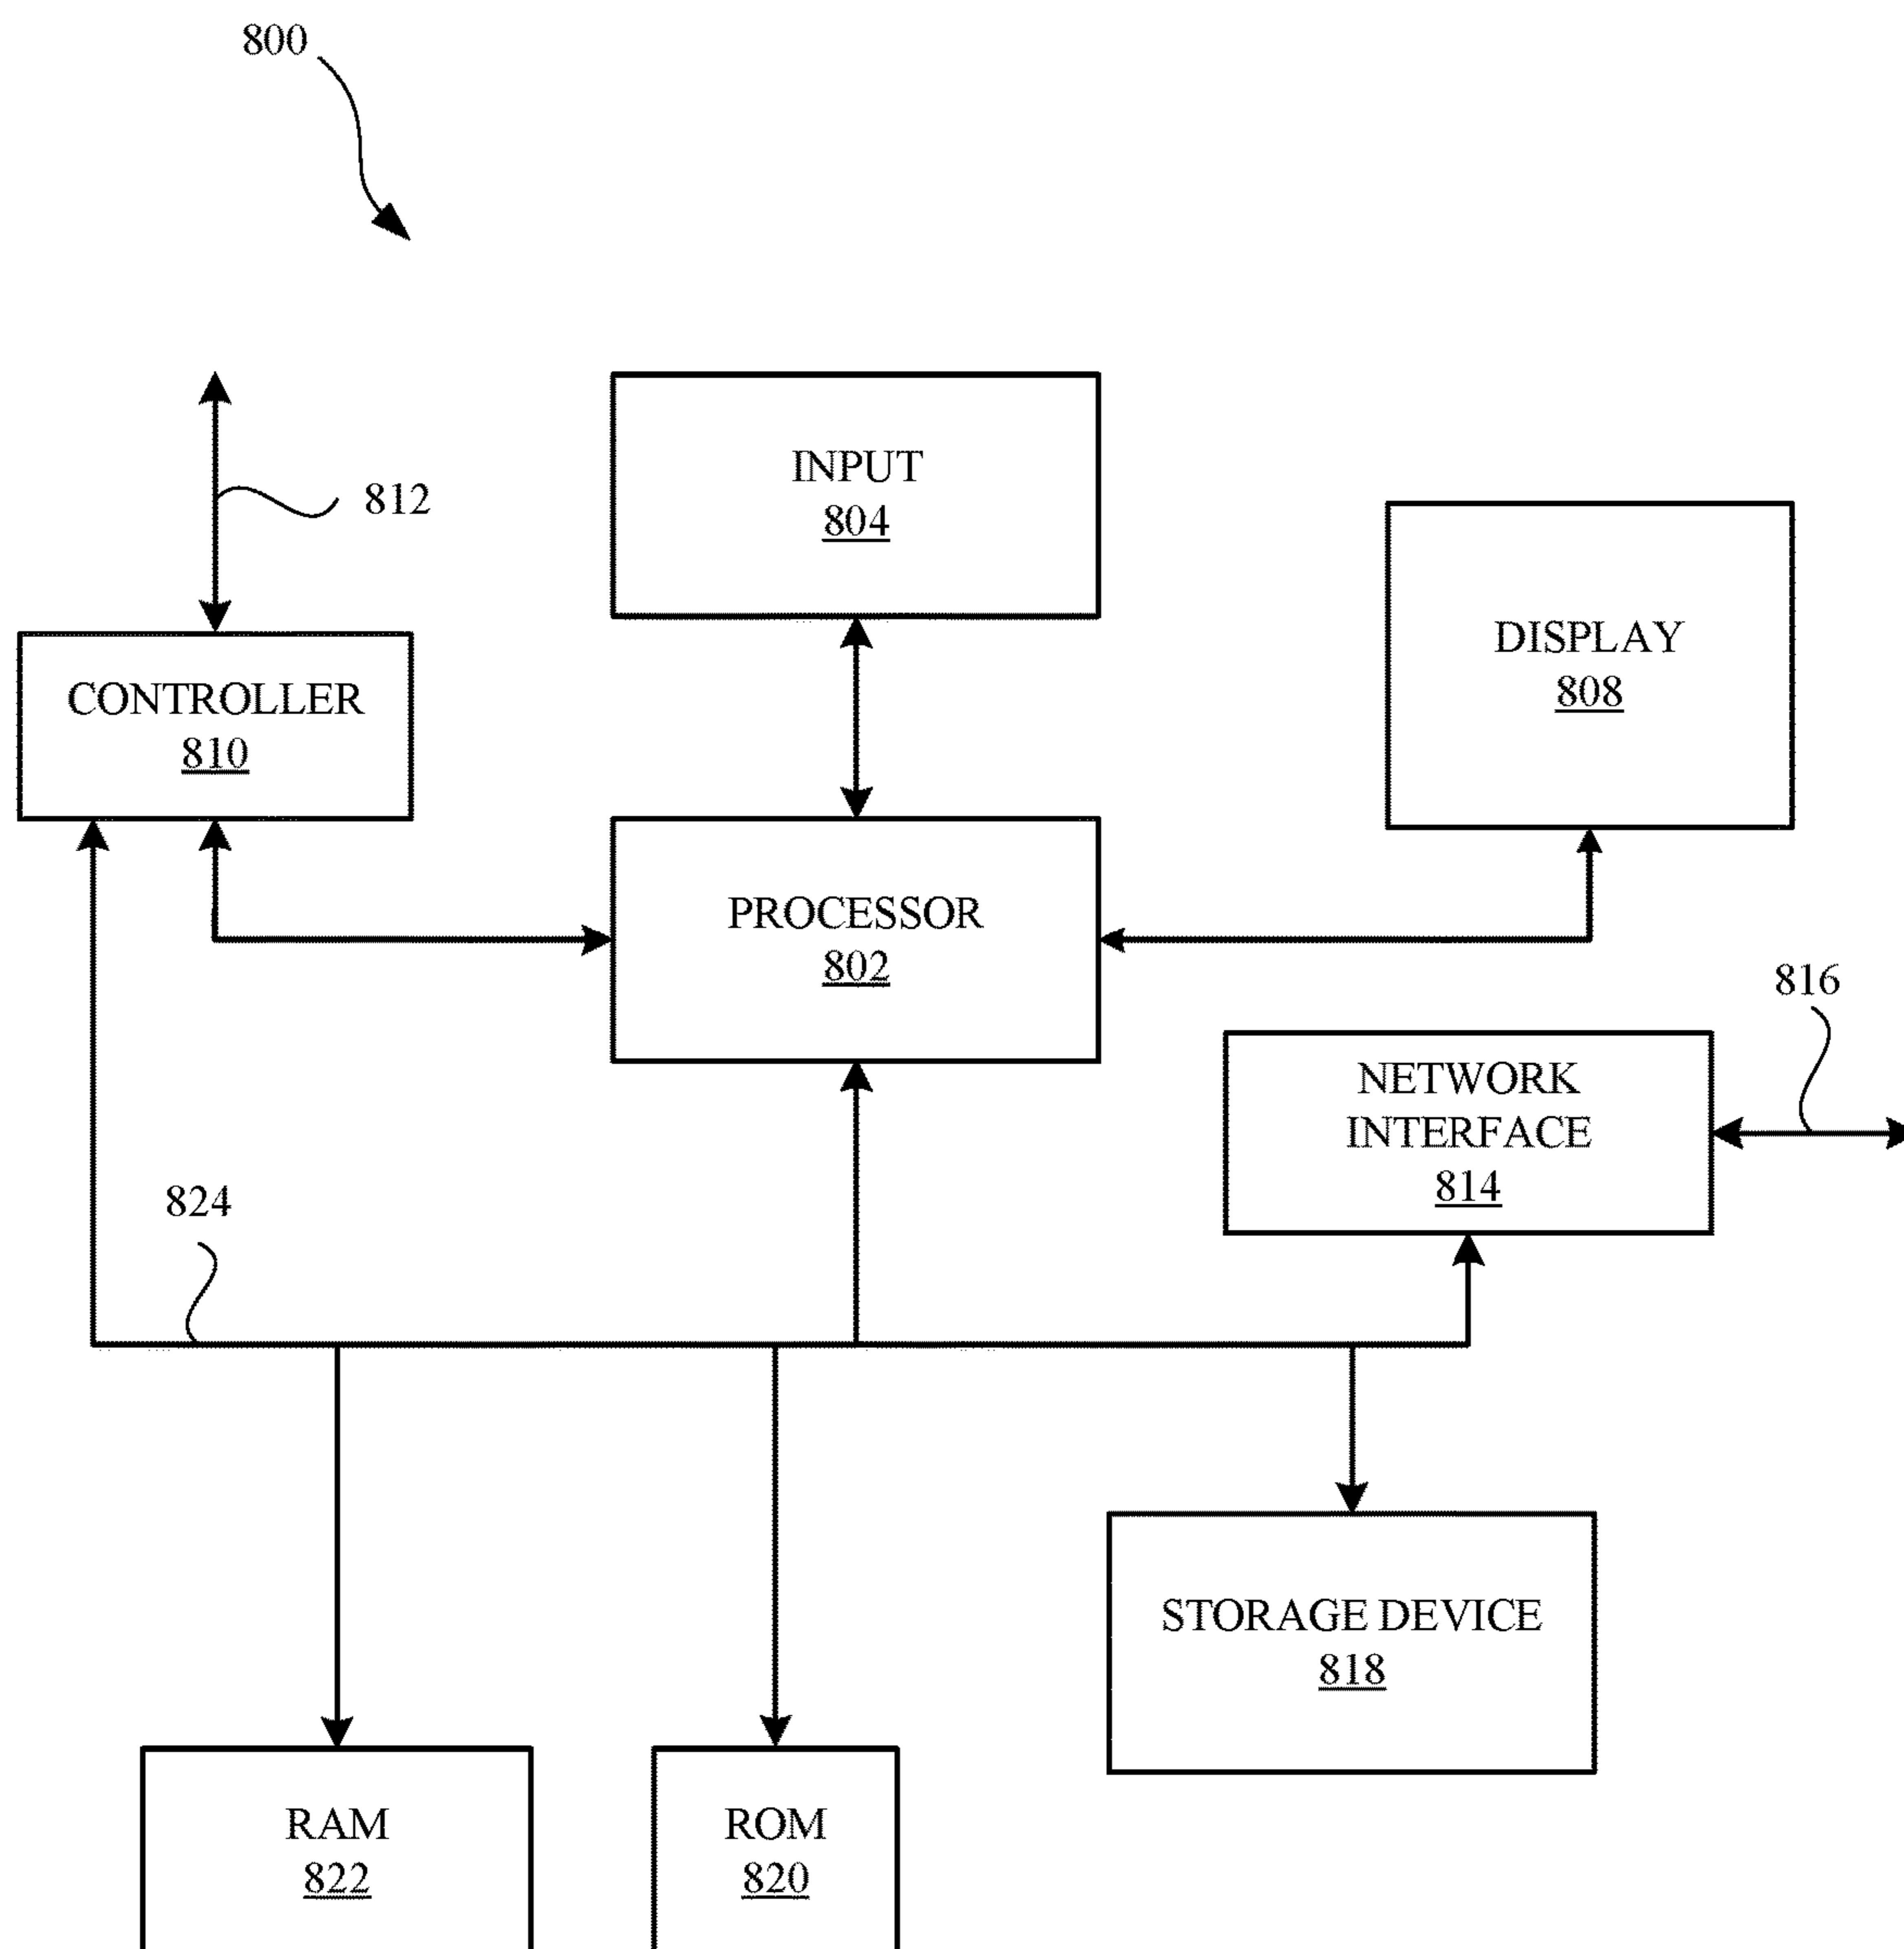 800
812
INPUT
804
DISPLAY
808
CONTROLLER
810
PROCESSOR
802
816
NETWORK
INTERFACE
814
824
STORAGE DEVICE
818
RAM
822
ROM
820